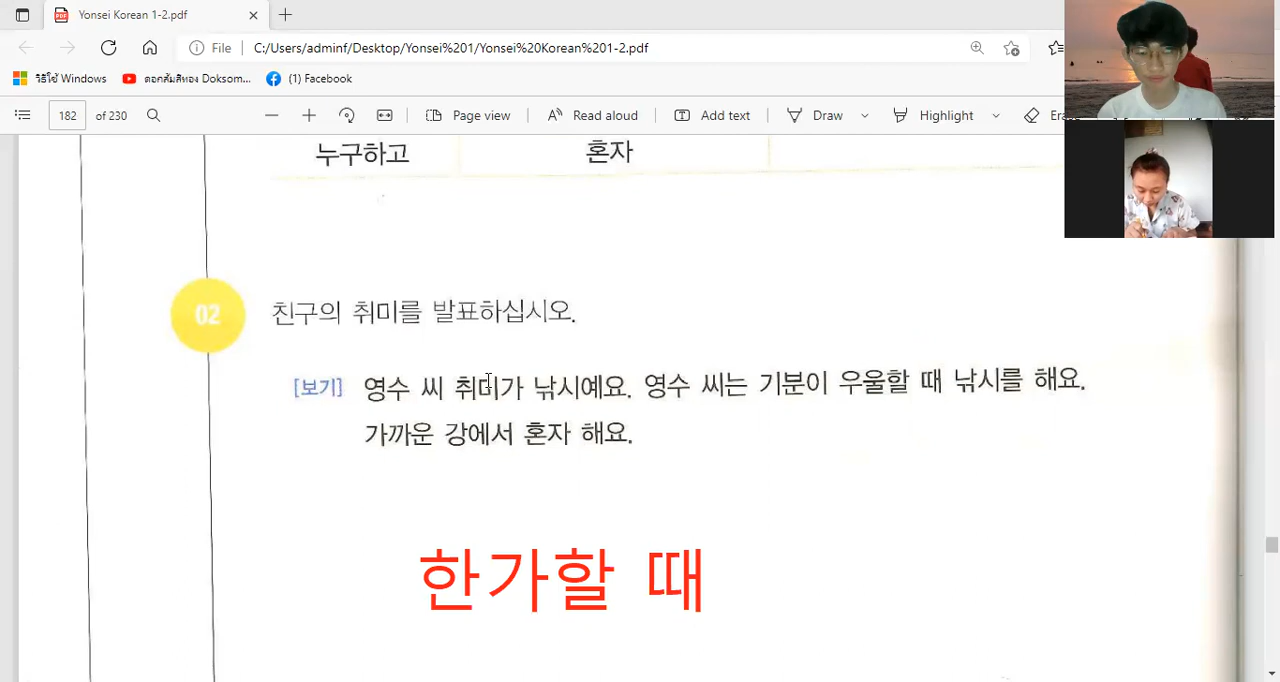 Yonsei Korean 1-2.pdf
File C:/Users/adminf/Desktop/Yonsei%201/Yonsei%20Korean%201-2.pdf
วิธีใช้ Windows ดอกส้มสีทอง Doksom... (1) Facebook
182 of 230 Page view Read aloud Add text Draw Highlight
누구하고 혼자
02 친구의 취미를 발표하십시오.
[보기] 영수 씨 취미가 낚시예요. 영수 씨는 기분이 우울할 때 낚시를 해요.
가까운 강에서 혼자 해요.
한가할 때